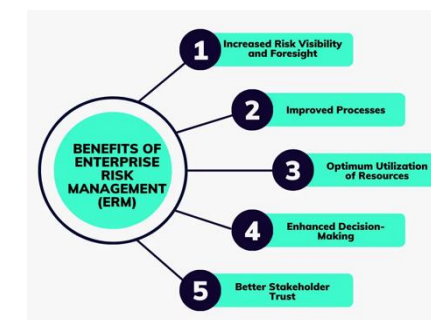 BENEFITS OF
ENTERPRISE
RISK
MANAGEMENT
(ERM)
1
Increased Risk Visibility
and Foresight
2
Improved Processes
3
Optimum Utilization
of Resources
4
Enhanced Decision-
Making
5
Better Stakeholder
Trust